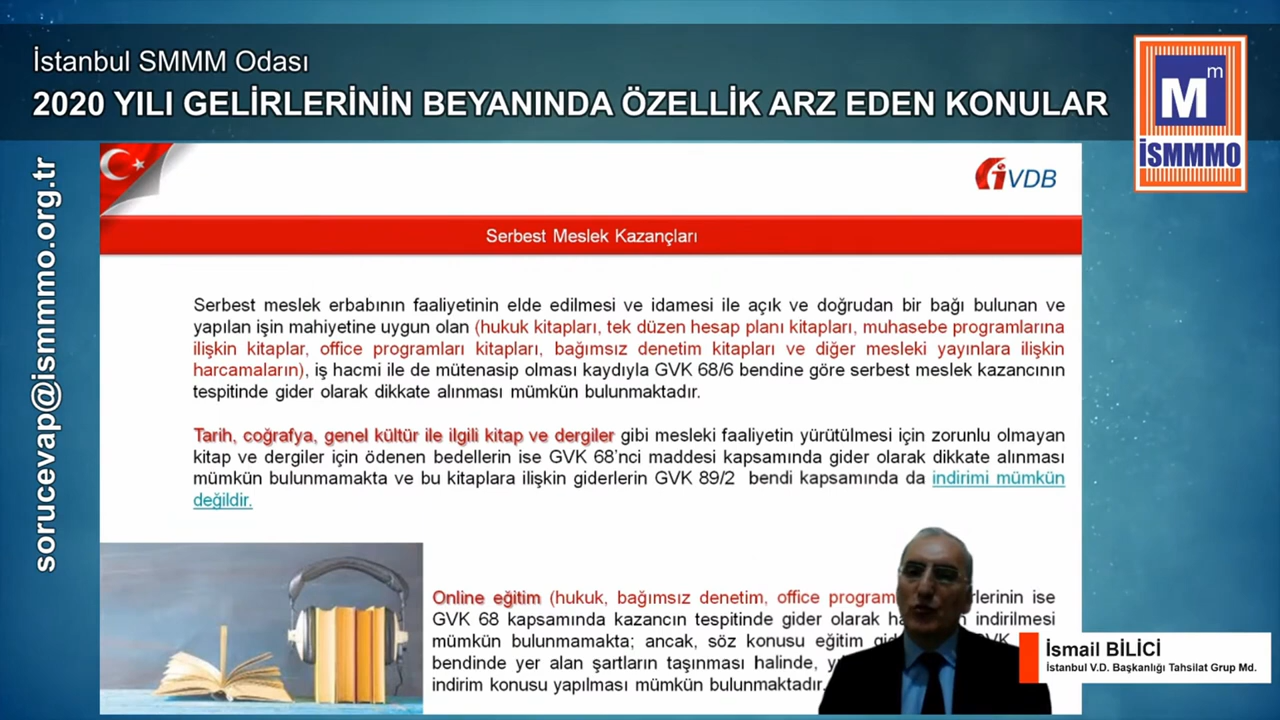 İstanbul SMMM Odası
2020 YILI GELİRLERİNİN BEYANINDA ÖZELLİK ARZ EDEN KONULAR
M m
İSMMMO
sorucevap@ismmmo.org.tr
iVDB
Serbest Meslek Kazançları
Serbest meslek erbabının faaliyetinin elde edilmesi ve idamesi ile açık ve doğrudan bir bağı bulunan ve
yapılan işin mahiyetine uygun olan (hukuk kitapları, tek düzen hesap planı kitapları, muhasebe programlarına
ilişkin kitaplar, office programları kitapları, bağımsız denetim kitapları ve diğer mesleki yayınlara ilişkin
harcamaların), iş hacmi ile de mütenasip olması kaydıyla GVK 68/6 bendine göre serbest meslek kazancının
tespitinde gider olarak dikkate alınması mümkün bulunmaktadır.
Tarih, coğrafya, genel kültür ile ilgili kitap ve dergiler gibi mesleki faaliyetin yürütülmesi için zorunlu olmayan
kitap ve dergiler için ödenen bedellerin ise GVK 68'nci maddesi kapsamında gider olarak dikkate alınması
mümkün bulunmamakta ve bu kitaplara ilişkin giderlerin GVK 89/2 bendi kapsamında da indirimi mümkün
değildir.
Online eğitim (hukuk, bağımsız denetim, office program rlerinin ise
GVK 68 kapsamında kazancın tespitinde gider olarak indirilmesi
mümkün bulunmamakta; ancak, söz konusu eğitim
bendinde yer alan şartların taşınması halinde,
indirim konusu yapılması mümkün bulunmaktadır.
İsmail BİLİCİ
İstanbul V.D. Başkanlığı Tahsilat Grup Md.